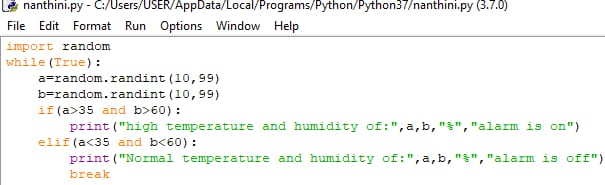 nanthini.py - C:/Users/USER/AppData/Local/Programs/Python/Python37/nanthini.py (3.7.0)
File Edit Format Run Options Window Help
import random
while(True):
    a=random.randint(10,99)
    b=random.randint(10,99)
    if(a>35 and b>60):
        print("high temperature and humidity of:",a,b,"%","alarm is on")
    elif(a<35 and b<60):
        print("Normal temperature and humidity of:",a,b,"%","alarm is off")
        break